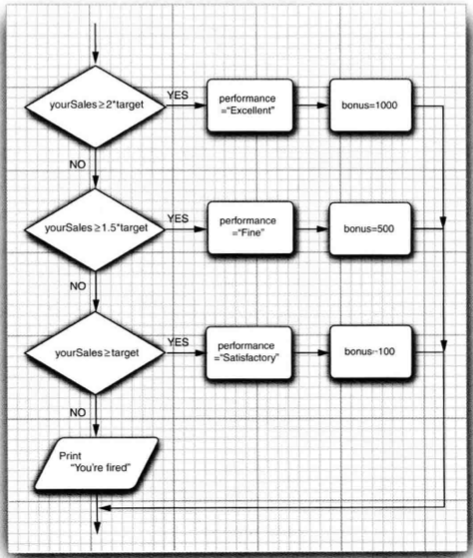 yourSales≥2*target
YES
performance
="Excellent"
bonus=1000
NO
yourSales≥1.5*target
YES
performance
="Fine"
bonus=500
NO
yourSales≥target
YES
performance
="Satisfactory"
bonus=100
NO
Print
"You're fired"